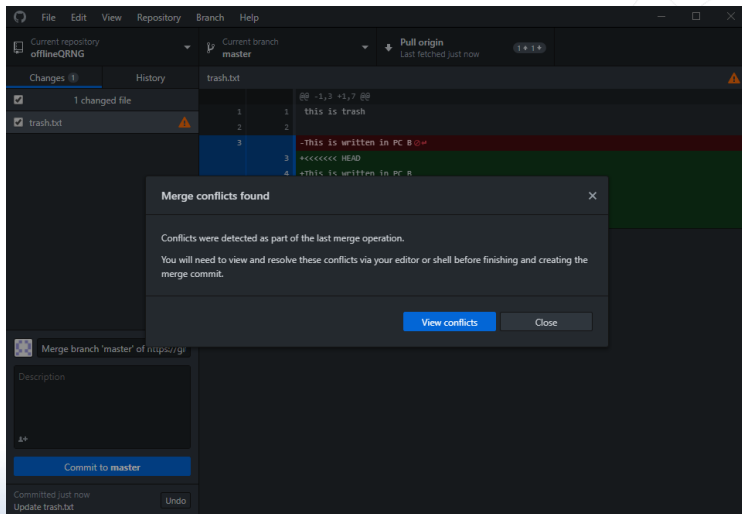 File Edit View Repository Branch Help
Current repository
offlineQRNG
Current branch
master
Pull origin
Last fetched just now
1 1
Changes 1 History
trash.txt
1 changed file
@@ -1,3 +1,7 @@
1 1 this is trash
trash.txt
2 2
3 -This is written in PC B
3 +<<<<<<< HEAD
4 +This is written in PC B
Merge conflicts found
Conflicts were detected as part of the last merge operation.
You will need to view and resolve these conflicts via your editor or shell before finishing and creating the
merge commit.
View conflicts Close
Merge branch 'master' of https://gi
Description
Commit to master
Committed just now
Update trash.txt
Undo